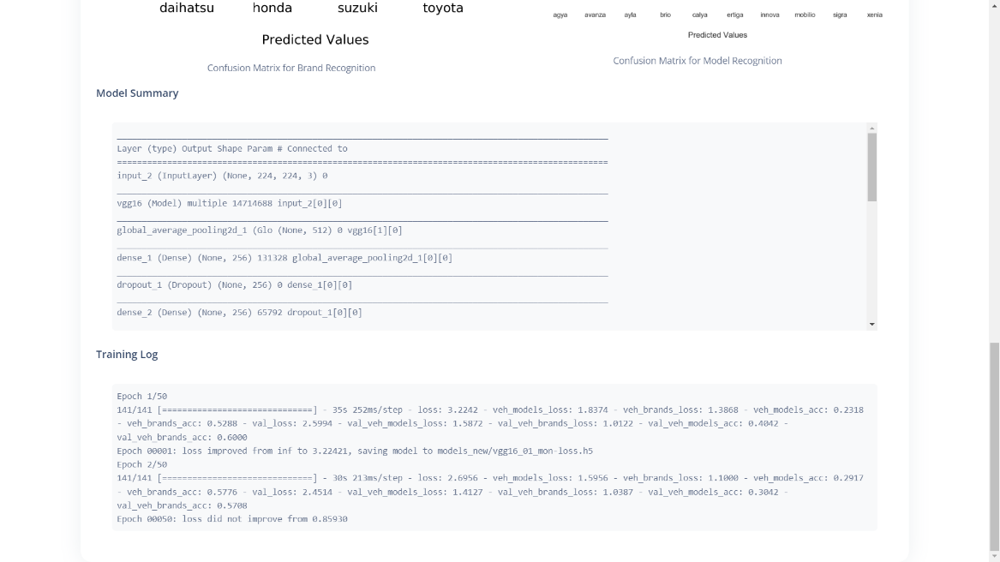 daihatsu honda suzuki toyota
Predicted Values
Confusion Matrix for Brand Recognition
agya avanza ayla brio calya ertiga innova mobilio sigra xenia
Predicted Values
Confusion Matrix for Model Recognition
Model Summary
__________________________________________________________________________________________________
Layer (type) Output Shape Param # Connected to
==================================================================================================
input_2 (InputLayer) (None, 224, 224, 3) 0
__________________________________________________________________________________________________
vgg16 (Model) multiple 14714688 input_2[0][0]
__________________________________________________________________________________________________
global_average_pooling2d_1 (Glo (None, 512) 0 vgg16[1][0]
__________________________________________________________________________________________________
dense_1 (Dense) (None, 256) 131328 global_average_pooling2d_1[0][0]
__________________________________________________________________________________________________
dropout_1 (Dropout) (None, 256) 0 dense_1[0][0]
__________________________________________________________________________________________________
dense_2 (Dense) (None, 256) 65792 dropout_1[0][0]
Training Log
Epoch 1/50
141/141 [==============================] - 35s 252ms/step - loss: 3.2242 - veh_models_loss: 1.8374 - veh_brands_loss: 1.3868 - veh_models_acc: 0.2318
- veh_brands_acc: 0.5288 - val_loss: 2.5994 - val_veh_models_loss: 1.5872 - val_veh_brands_loss: 1.0122 - val_veh_models_acc: 0.4042 -
val_veh_brands_acc: 0.6000
Epoch 00001: loss improved from inf to 3.22421, saving model to models_new/vgg16_01_mon-loss.h5
Epoch 2/50
141/141 [==============================] - 30s 213ms/step - loss: 2.6956 - veh_models_loss: 1.5956 - veh_brands_loss: 1.1000 - veh_models_acc: 0.2917
- veh_brands_acc: 0.5776 - val_loss: 2.4514 - val_veh_models_loss: 1.4127 - val_veh_brands_loss: 1.0387 - val_veh_models_acc: 0.3042 -
val_veh_brands_acc: 0.5708
Epoch 00050: loss did not improve from 0.85930